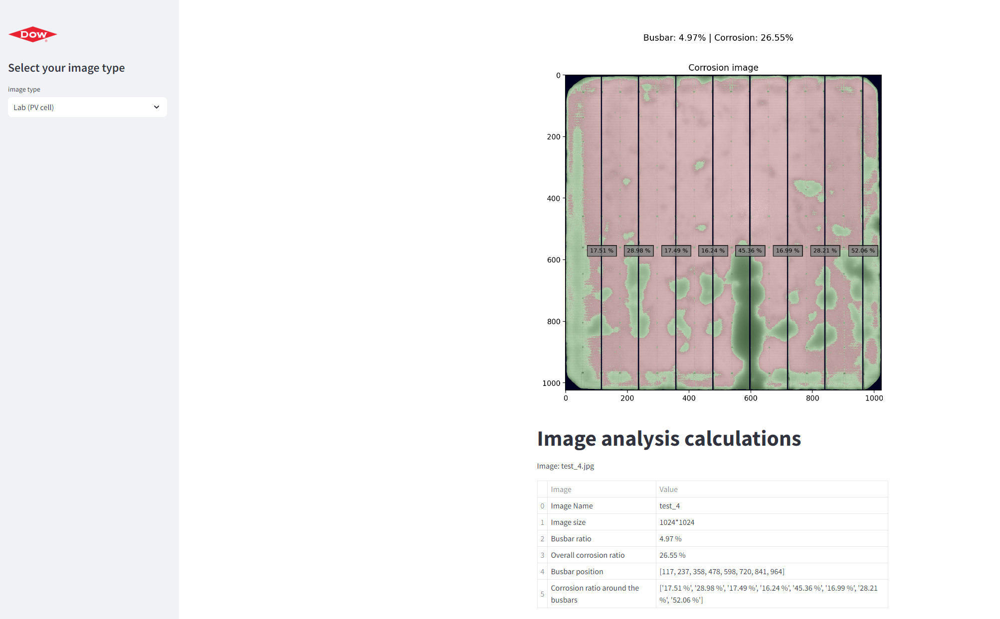 DOW
Select your image type
image type
Lab (PV cell)
Busbar: 4.97% | Corrosion: 26.55%
Corrosion image
0
200
400
600
800
1000
17.51 % 28.98 % 17.49 % 16.24 % 45.36 % 16.99 % 28.21 % 52.06 %
0 200 400 600 800 1000
Image analysis calculations
Image: test_4.jpg
Image Value
0 Image Name test_4
1 Image size 1024*1024
2 Busbar ratio 4.97 %
3 Overall corrosion ratio 26.55 %
4 Busbar position [117, 237, 358, 478, 598, 720, 841, 964]
5 Corrosion ratio around the busbars ['17.51 %', '28.98 %', '17.49 %', '16.24 %', '45.36 %', '16.99 %', '28.21 %', '52.06 %']